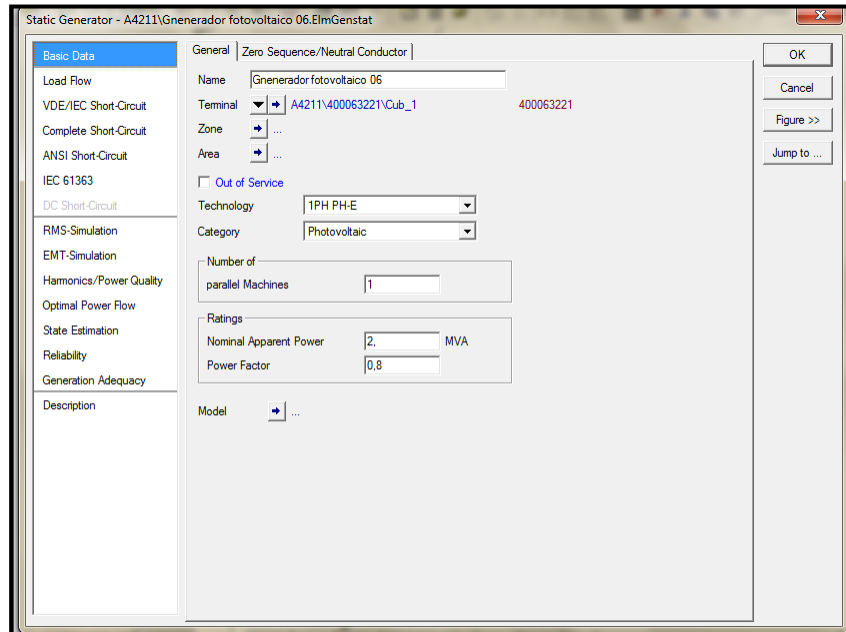 Static Generator - A4211\Gnenerador fotovoltaico 06.ElmGenstat
Basic Data
Load Flow
VDE/IEC Short-Circuit
Complete Short-Circuit
ANSI Short-Circuit
IEC 61363
DC Short-Circuit
RMS-Simulation
EMT-Simulation
Harmonics/Power Quality
Optimal Power Flow
State Estimation
Reliability
Generation Adequacy
Description
General Zero Sequence/Neutral Conductor
Name Gnenerador fotovoltaico 06
Terminal A4211\400063221\Cub_1 400063221
Zone ...
Area ...
Out of Service
Technology 1PH PH-E
Category Photovoltaic
Number of
parallel Machines 1
Ratings
Nominal Apparent Power 2, MVA
Power Factor 0,8
Model ...
OK
Cancel
Figure >>
Jump to ...